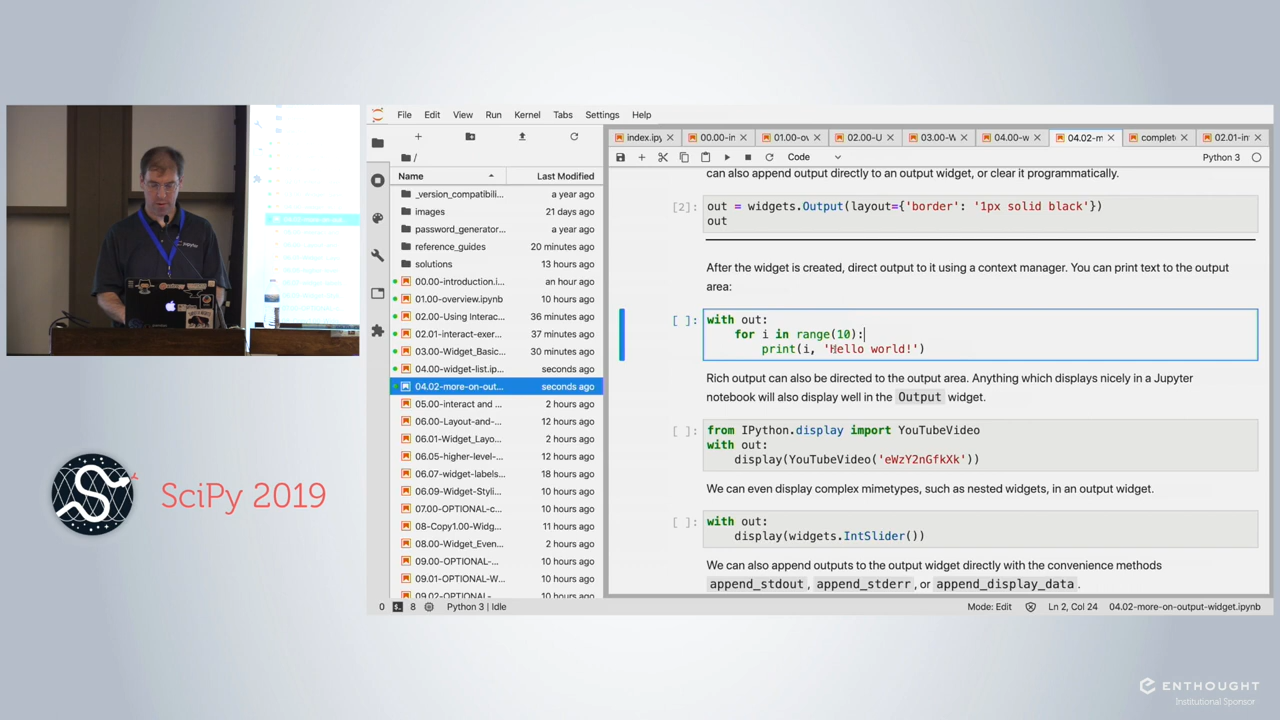 File Edit View Run Kernel Tabs Settings Help
index.ipy 00.00-in 01.00-ov 02.00-U 03.00-W 04.00-w 04.02-m complet 02.01-in
Code
Python 3
/
Name Last Modified
_version_compatibili... a year ago
images 21 days ago
password_generator... a year ago
reference_guides 20 minutes ago
solutions 13 hours ago
00.00-introduction.i... an hour ago
01.00-overview.ipynb 10 hours ago
02.00-Using Interac... 36 minutes ago
02.01-interact-exer... 37 minutes ago
03.00-Widget_Basic... 30 minutes ago
04.00-widget-list.ip... seconds ago
04.02-more-on-out... seconds ago
05.00-interact and ... 2 hours ago
06.00-Layout-and-... 12 hours ago
06.01-Widget_Layo... 2 hours ago
06.05-higher-level-... 12 hours ago
06.07-widget-labels... 18 hours ago
06.09-Widget-Styli... 10 hours ago
07.00-OPTIONAL-c... 10 hours ago
08-Copy1.00-Widg... 11 hours ago
08.00-Widget_Even... 2 hours ago
09.00-OPTIONAL-... 10 hours ago
09.01-OPTIONAL-W... 10 hours ago
09.02-OPTIONAL-... 10 hours ago
can also append output directly to an output widget, or clear it programmatically.
[2]: out = widgets.Output(layout={'border': '1px solid black'})
out
After the widget is created, direct output to it using a context manager. You can print text to the output
area:
[ ]: with out:
for i in range(10):
print(i, 'Hello world!')
Rich output can also be directed to the output area. Anything which displays nicely in a Jupyter
notebook will also display well in the Output widget.
[ ]: from IPython.display import YouTubeVideo
with out:
display(YouTubeVideo('eWzY2nGfkXk'))
We can even display complex mimetypes, such as nested widgets, in an output widget.
[ ]: with out:
display(widgets.IntSlider())
We can also append outputs to the output widget directly with the convenience methods
append_stdout, append_stderr, or append_display_data.
0 8 Python 3 | Idle Mode: Edit Ln 2, Col 24 04.02-more-on-output-widget.ipynb
SciPy 2019
ENTHOUGHT
Institutional Sponsor